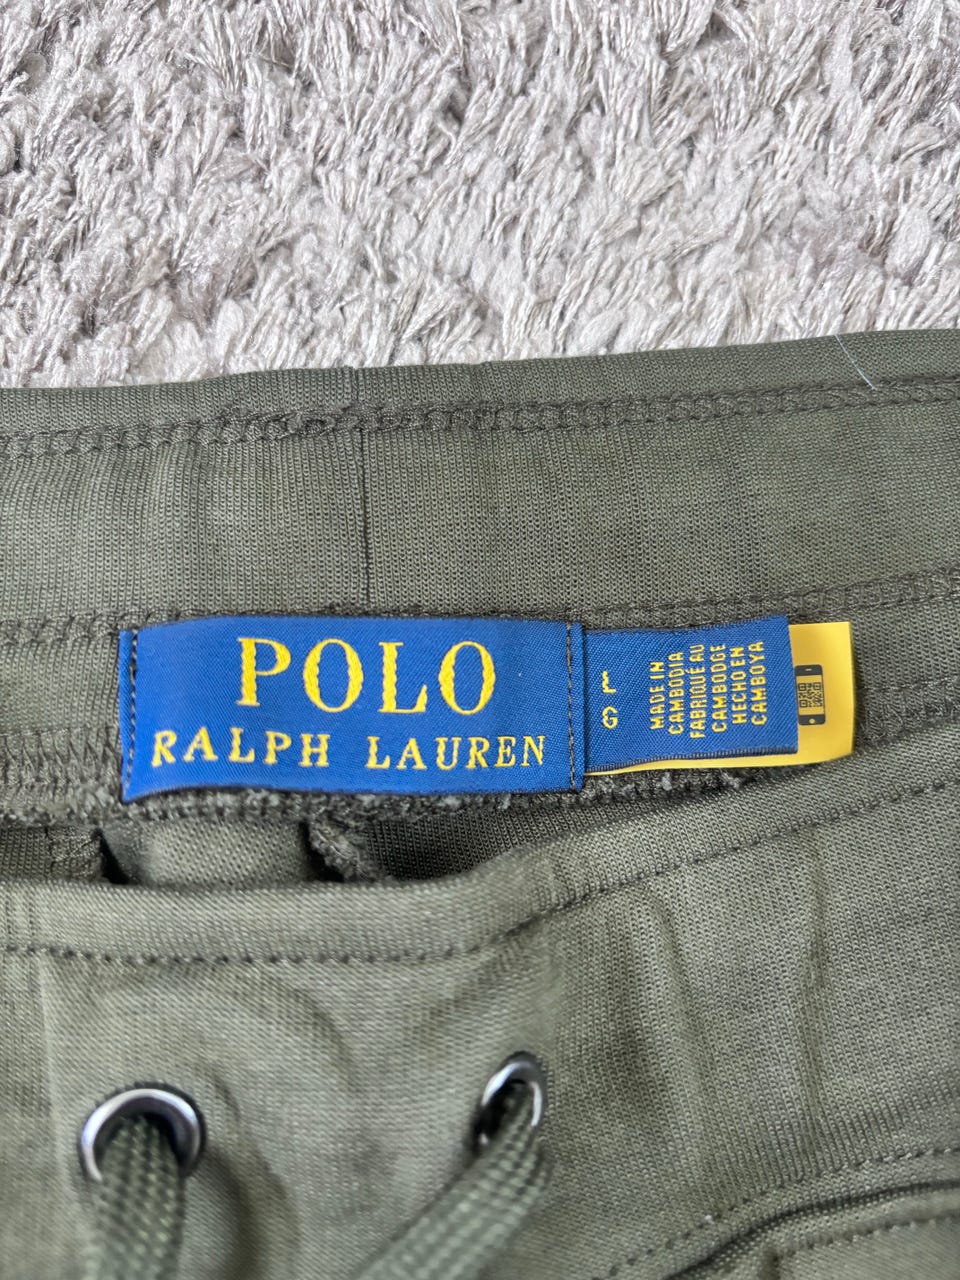 POLO
RALPH LAUREN
L
G
MADE IN
CAMBODIA
FABRIQUÉ AU
CAMBODGE
HECHO EN
CAMBOYA